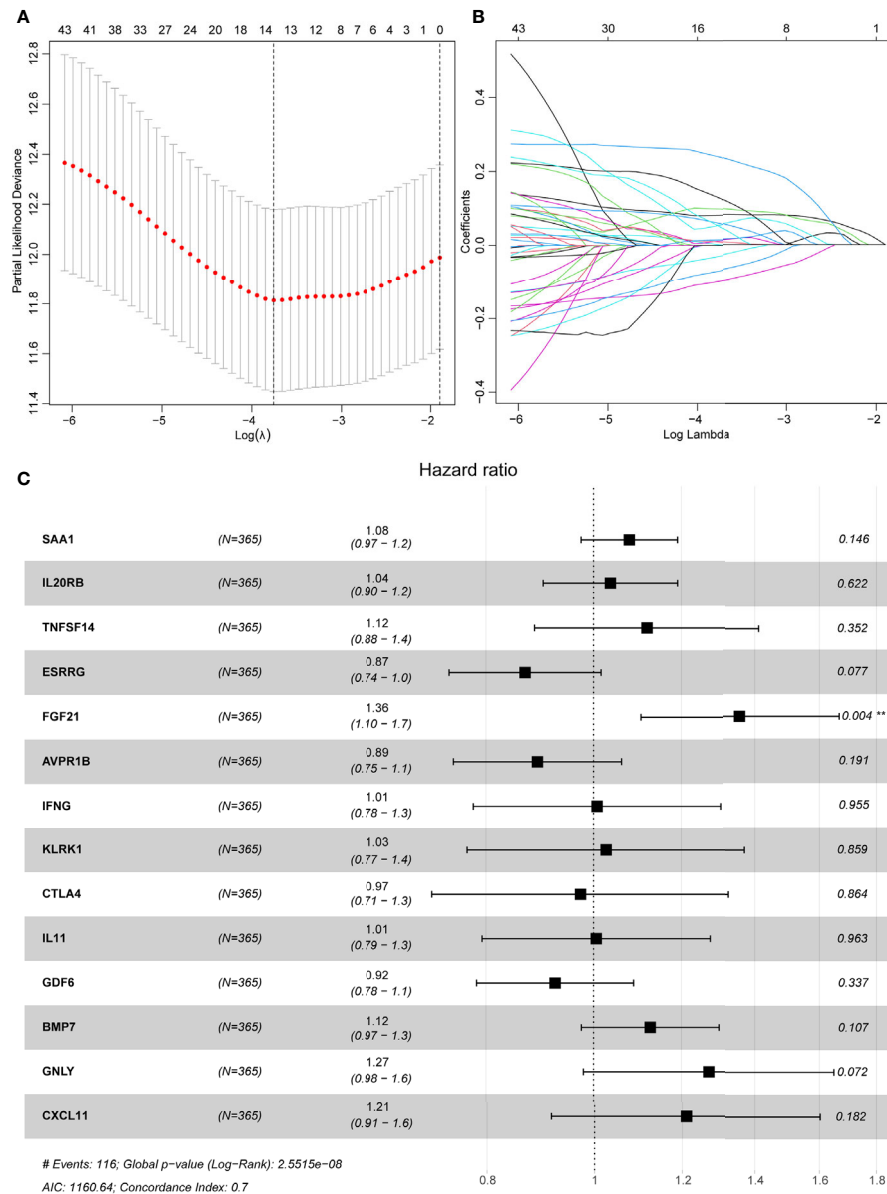 A
43 41 38 33 27 24 20 18 14 13 12 8 7 6 4 3 1 0
12.8
12.6
12.4
12.2
12.0
11.8
11.6
11.4
Partial Likelihood Deviance
−6 −5 −4 −3 −2
Log(λ)
B
43 30 16 8 1
0.4
0.2
0.0
−0.2
−0.4
Coefficients
−6 −5 −4 −3 −2
Log Lambda
C
Hazard ratio
SAA1 (N=365) 1.08 (0.97 − 1.2) 0.146
IL20RB (N=365) 1.04 (0.90 − 1.2) 0.622
TNFSF14 (N=365) 1.12 (0.88 − 1.4) 0.352
ESRRG (N=365) 0.87 (0.74 − 1.0) 0.077
FGF21 (N=365) 1.36 (1.10 − 1.7) 0.004 **
AVPR1B (N=365) 0.89 (0.75 − 1.1) 0.191
IFNG (N=365) 1.01 (0.78 − 1.3) 0.955
KLRK1 (N=365) 1.03 (0.77 − 1.4) 0.859
CTLA4 (N=365) 0.97 (0.71 − 1.3) 0.864
IL11 (N=365) 1.01 (0.79 − 1.3) 0.963
GDF6 (N=365) 0.92 (0.78 − 1.1) 0.337
BMP7 (N=365) 1.12 (0.97 − 1.3) 0.107
GNLY (N=365) 1.27 (0.98 − 1.6) 0.072
CXCL11 (N=365) 1.21 (0.91 − 1.6) 0.182
# Events: 116; Global p−value (Log−Rank): 2.5515e−08
AIC: 1160.64; Concordance Index: 0.7
0.8 1 1.2 1.4 1.6 1.8